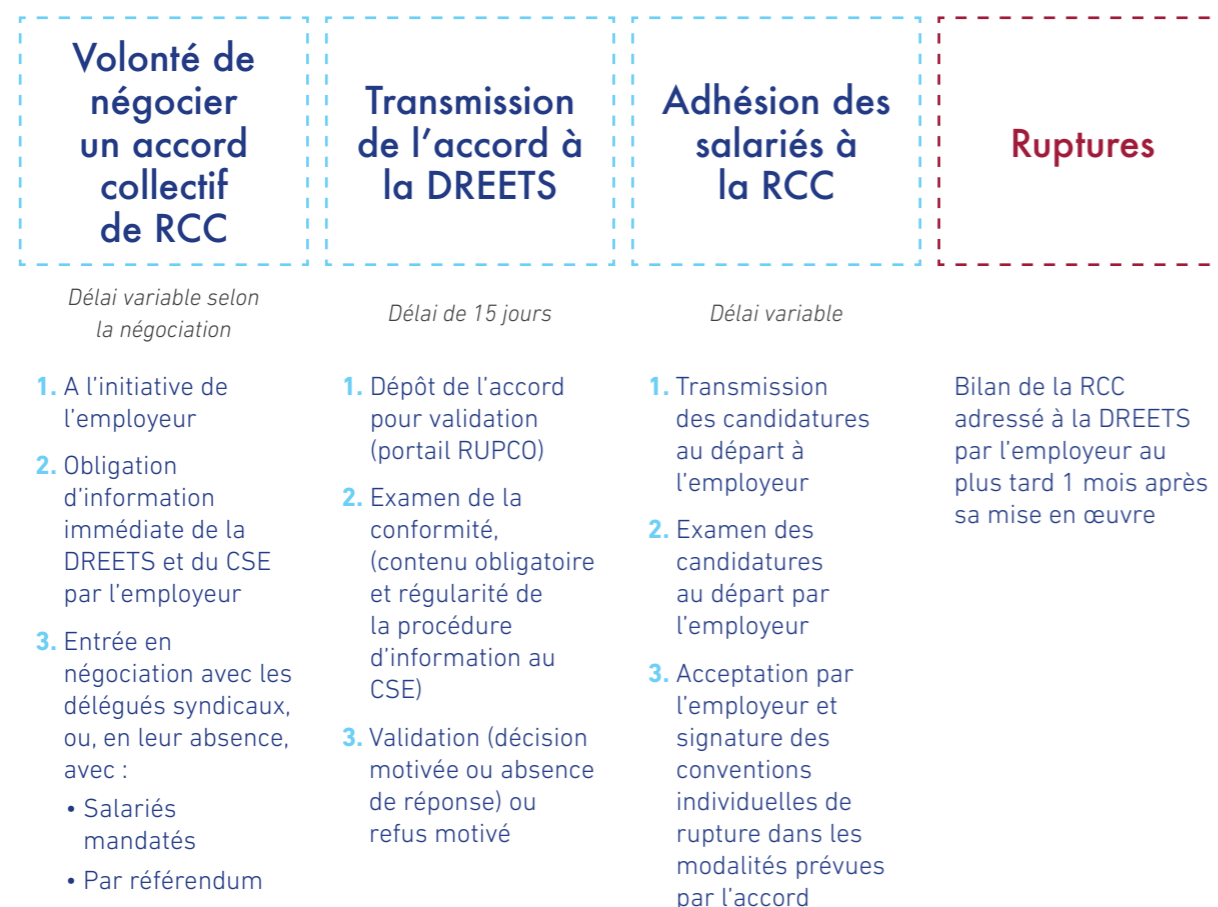 Volonté de
négocier
un accord
collectif
de RCC
Délai variable selon
la négociation
1. A l'initiative de
l'employeur
2. Obligation
d'information
immédiate de la
DREETS et du CSE
par l'employeur
3. Entrée en
négociation avec les
délégués syndicaux,
ou, en leur absence,
avec :
• Salariés
mandatés
• Par référendum
Transmission
de l'accord à
la DREETS
Délai de 15 jours
1. Dépôt de l'accord
pour validation
(portail RUPCO)
2. Examen de la
conformité,
(contenu obligatoire
et régularité de
la procédure
d'information au
CSE)
3. Validation (décision
motivée ou absence
de réponse) ou
refus motivé
Adhésion des
salariés à
la RCC
Délai variable
1. Transmission
des candidatures
au départ à
l'employeur
2. Examen des
candidatures
au départ par
l'employeur
3. Acceptation par
l'employeur et
signature des
conventions
individuelles de
rupture dans les
modalités prévues
par l'accord
Ruptures
Bilan de la RCC
adressé à la DREETS
par l'employeur au
plus tard 1 mois après
sa mise en œuvre